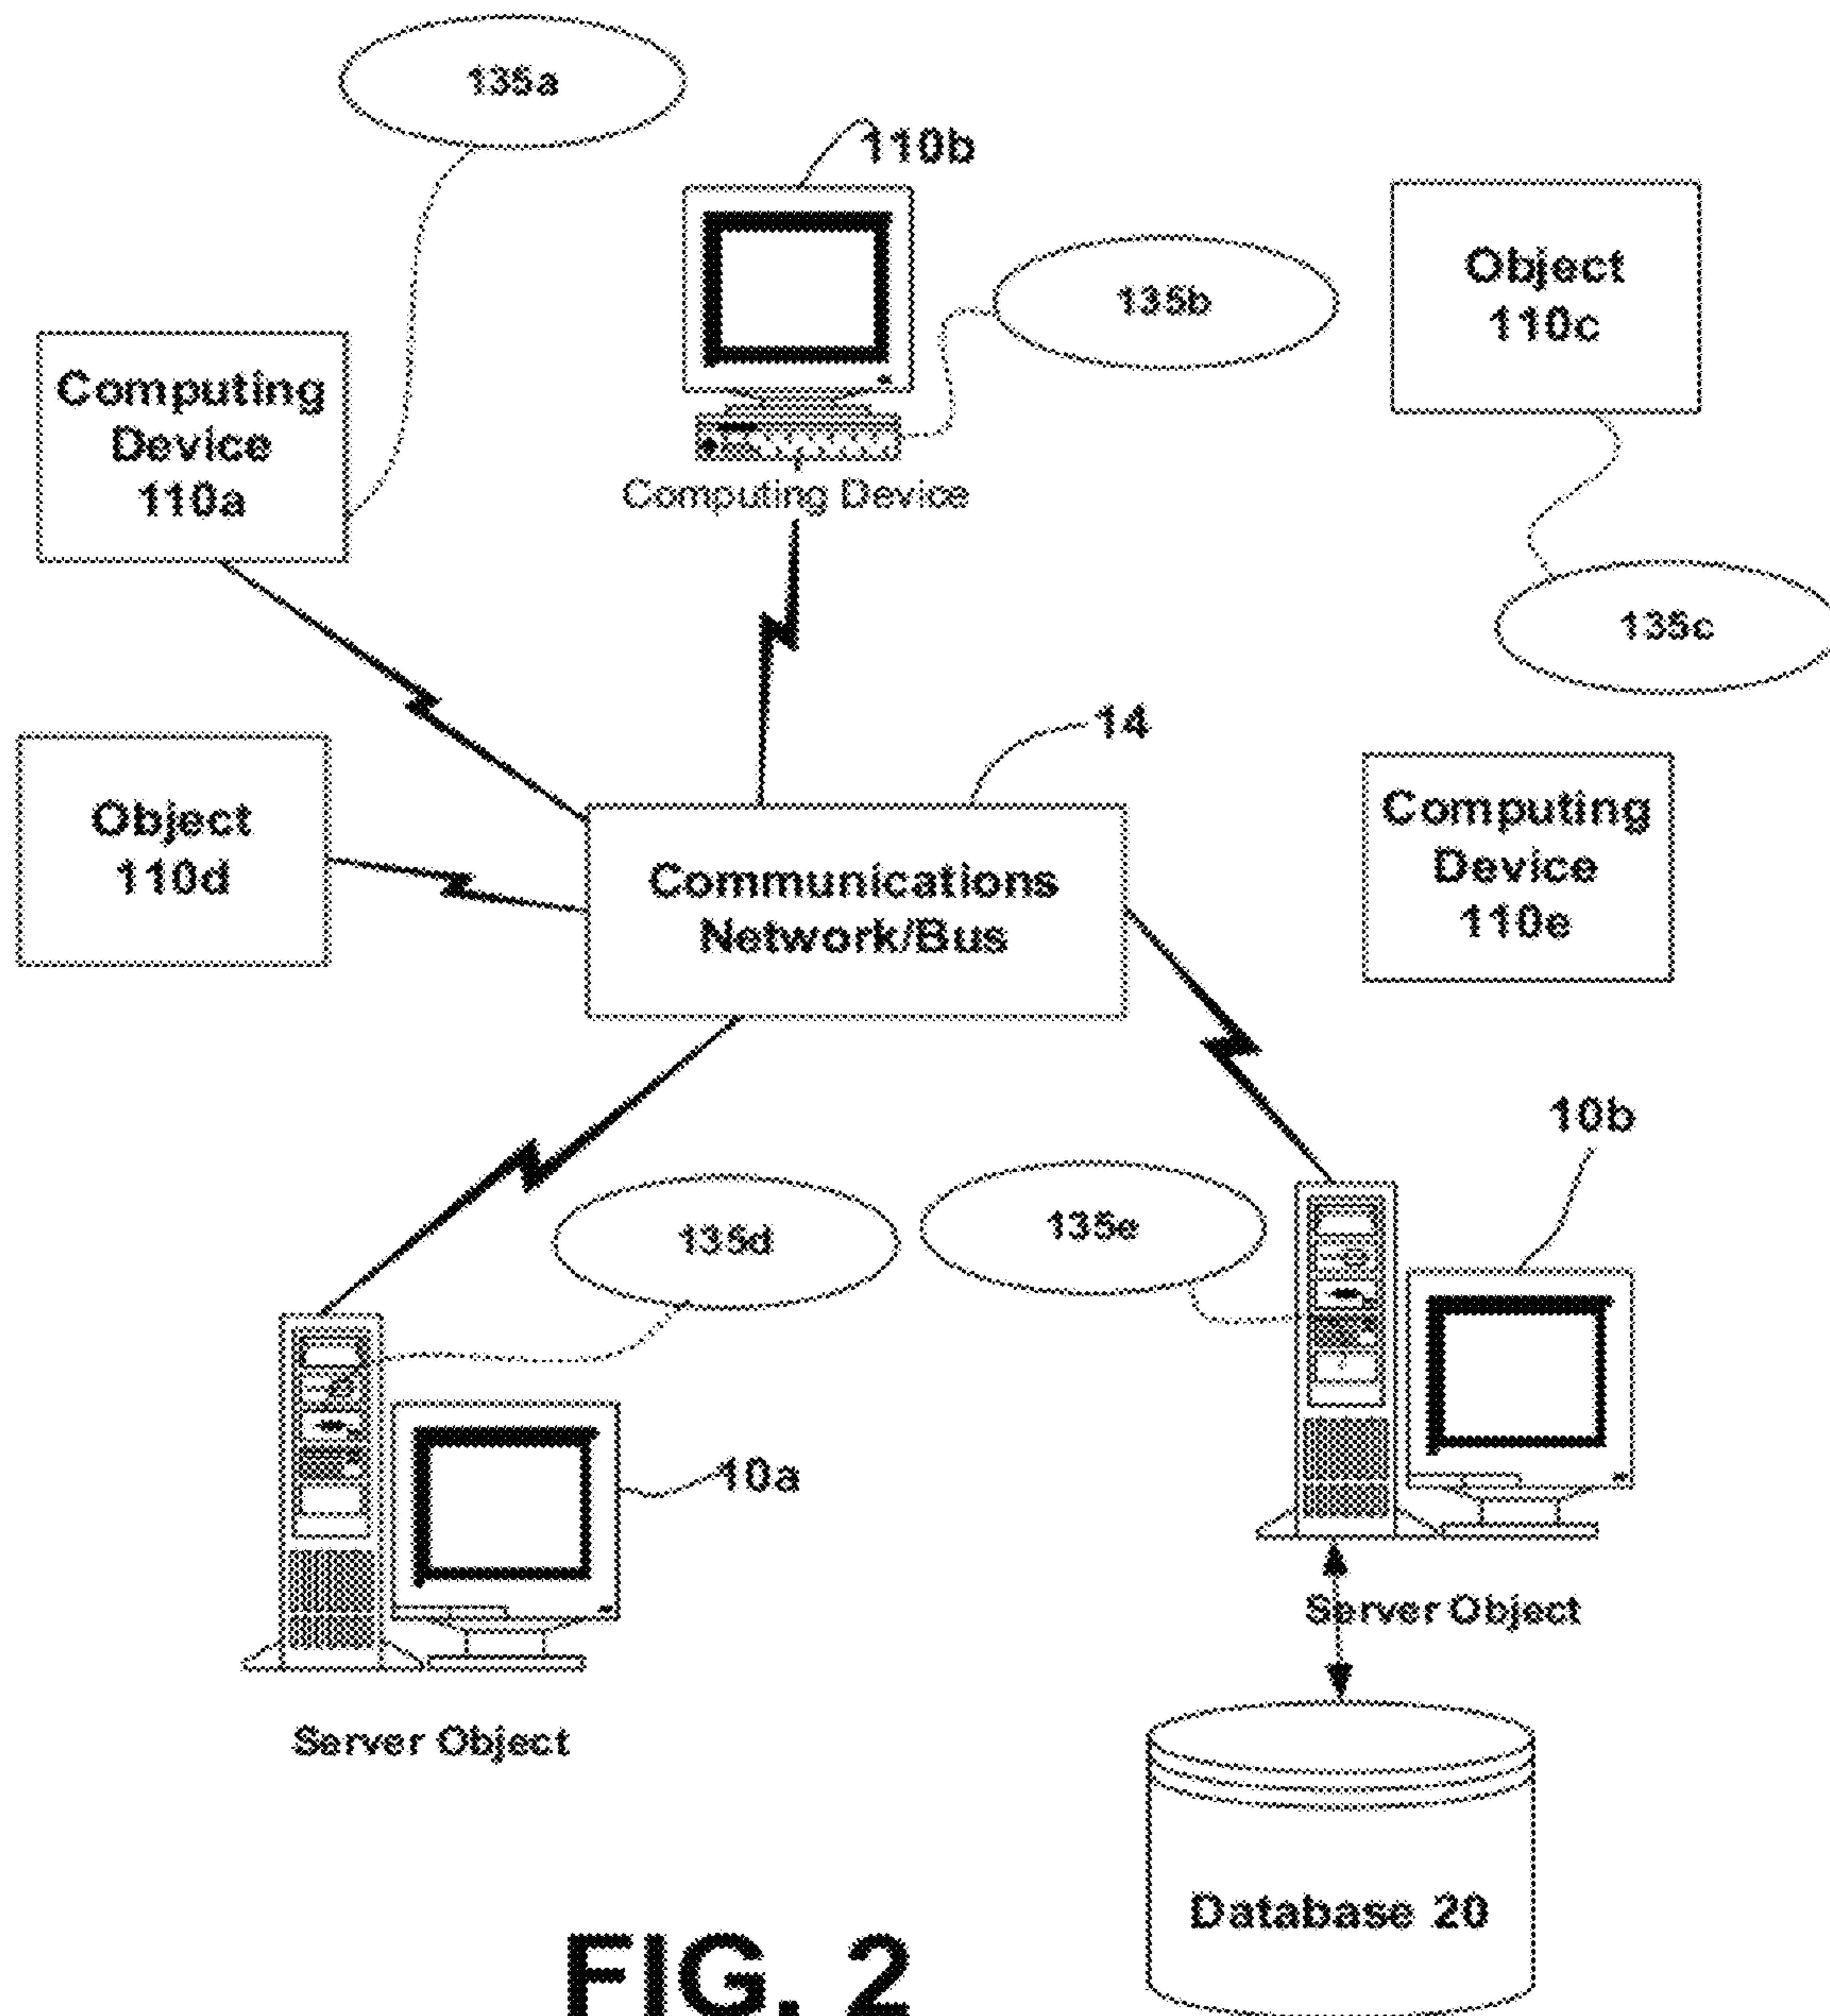 135a
110b
Object
110c
135b
Computing
Device
110a
Computing Device
135c
14
Object
110d
Communications
Network/Bus
Computing
Device
110e
10b
135d
135e
10a
Server Object
Server Object
Database 20
FIG. 2